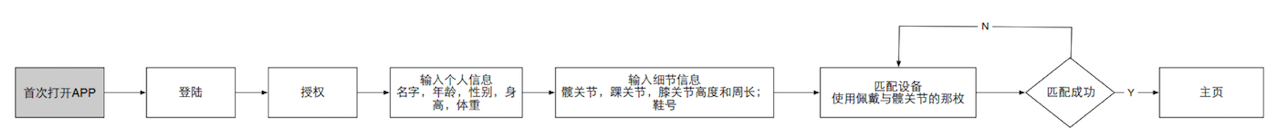 N
首次打开APP
登陆
授权
输入个人信息
名字，年龄，性别，身
高，体重
输入细节信息
髋关节，踝关节，膝关节高度和周长；
鞋号
匹配设备
使用佩戴与髋关节的那枚
匹配成功
Y
主页